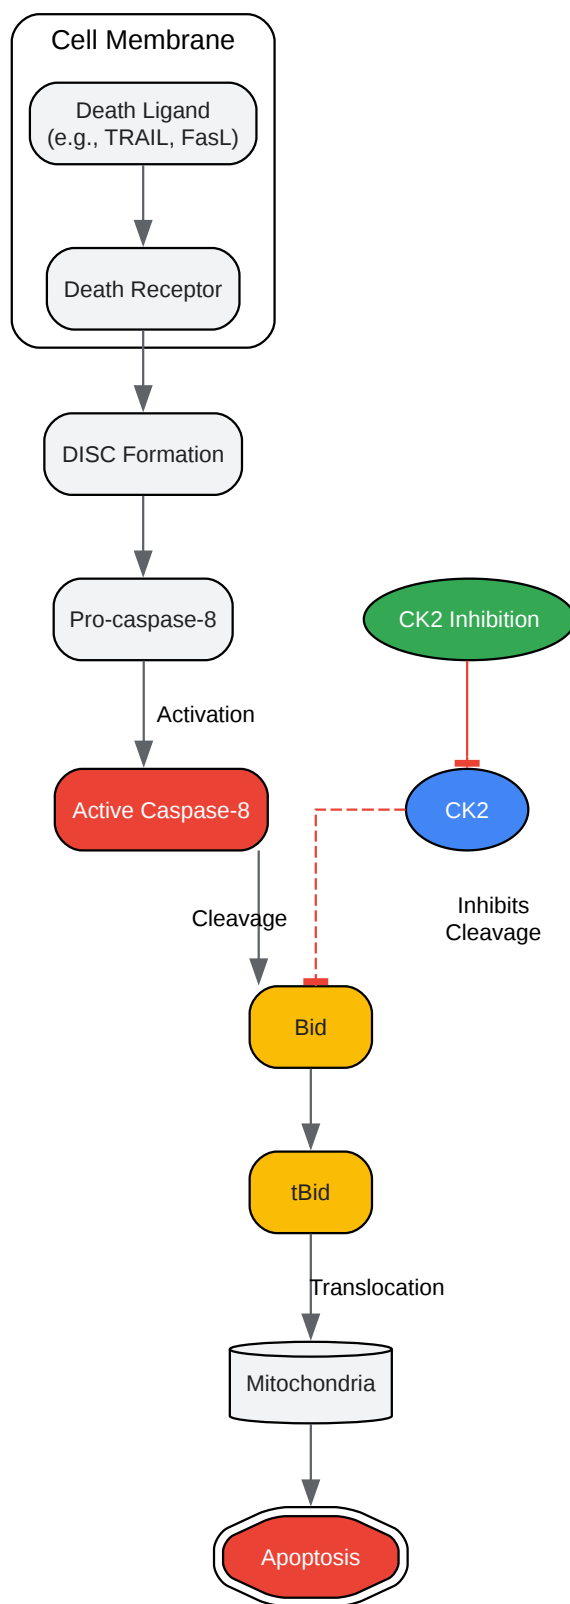 Cell Membrane
Death Ligand
(e.g., TRAIL, FasL)
Death Receptor
DISC Formation
Pro-caspase-8
CK2 Inhibition
Activation
Active Caspase-8
CK2
Cleavage
Inhibits
Cleavage
Bid
tBid
Translocation
Mitochondria
Apoptosis